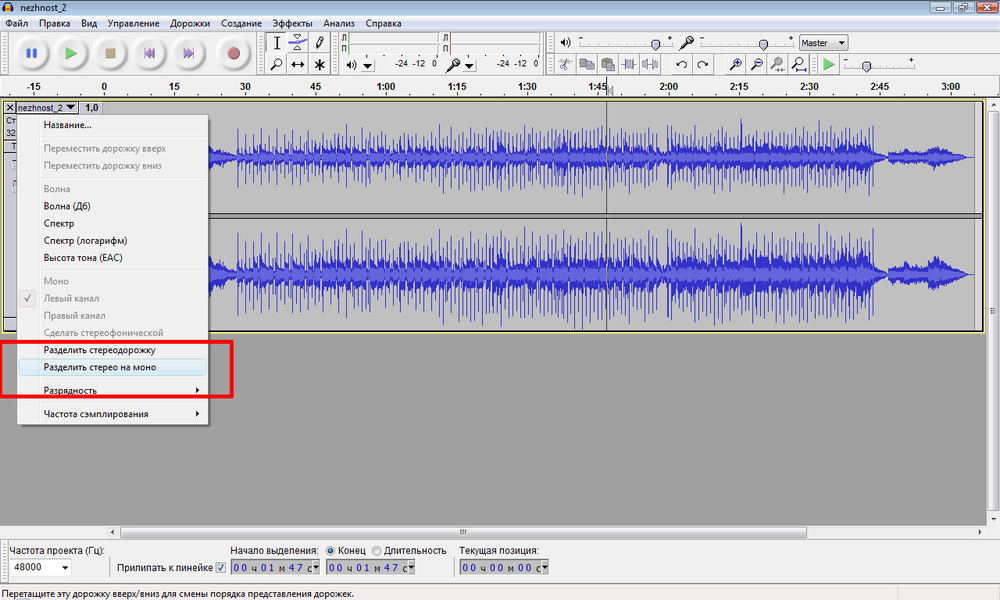 nezhnost_2
Файл Правка Вид Управление Дорожки Создание Эффекты Анализ Справка
Л
П
-24 -12 0
Л
П
-24 -12 0
Master
-15 0 15 30 45 1:00 1:15 1:30 1:45 2:00 2:15 2:30 2:45 3:00
nezhnost_2 1,0
Ст
32
Название...
Переместить дорожку вверх
Переместить дорожку вниз
Волна
Волна (Дб)
Спектр
Спектр (логарифм)
Высота тона (EAC)
Моно
Левый канал
Правый канал
Сделать стереофонической
Разделить стереодорожку
Разделить стерео на моно
Разрядность
Частота сэмплирования
Частота проекта (Гц):
48000
Прилипать к линейке
Начало выделения:
Конец
Длительность
00 ч 01 м 47 с
00 ч 01 м 47 с
Текущая позиция:
00 ч 00 м 00 с
Перетащите эту дорожку вверх/вниз для смены порядка представления дорожек.